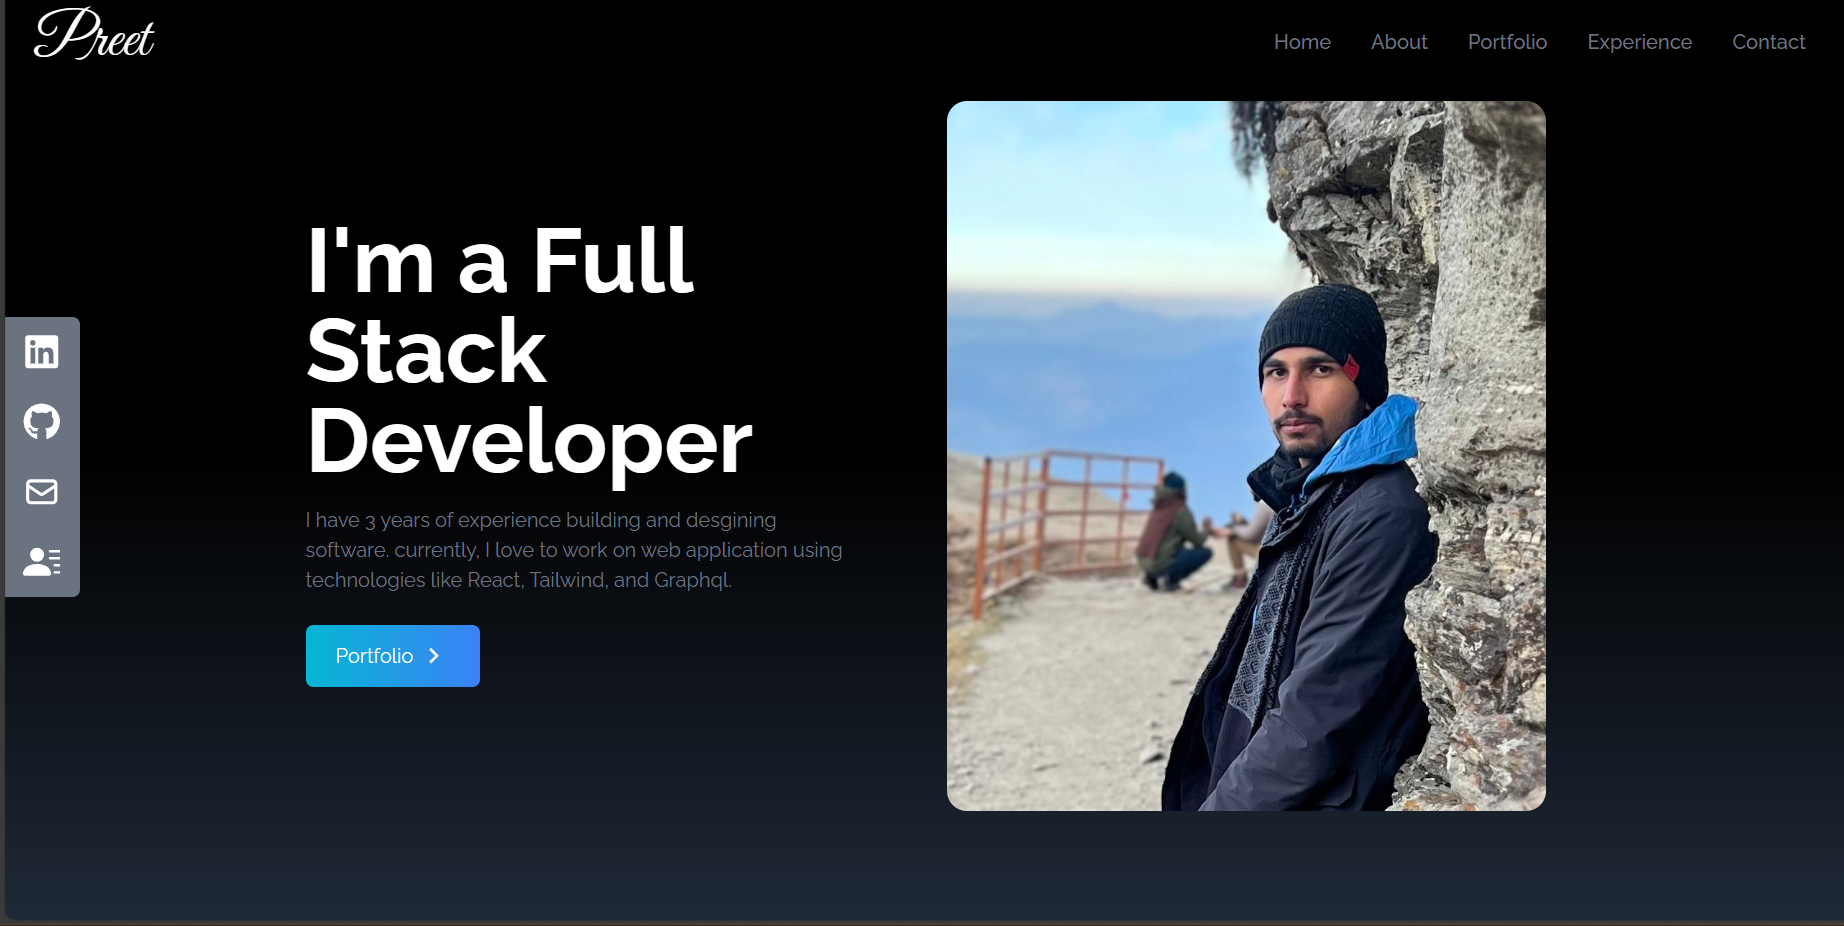 Preet
Home About Portfolio Experience Contact
I'm a Full
Stack
Developer
in
I have 3 years of experience building and desgining
software. currently, I love to work on web application using
technologies like React, Tailwind, and Graphql.
Portfolio